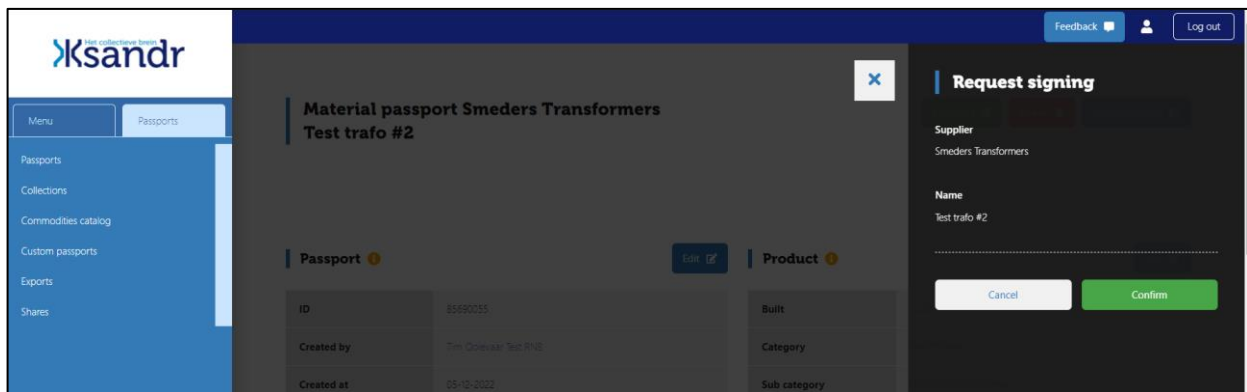 Het collectieve brein.
Ksandr
Feedback
Log out
Menu
Passports
Passports
Collections
Commodities catalog
Custom passports
Exports
Shares
Material passport Smeders Transformers
Test trafo #2
Passport
Edit
Product
ID
Built
Created by
Category
Created at
05-12-2022
Sub category
Request signing
Supplier
Smeders Transformers
Name
Test trafo #2
Cancel
Confirm